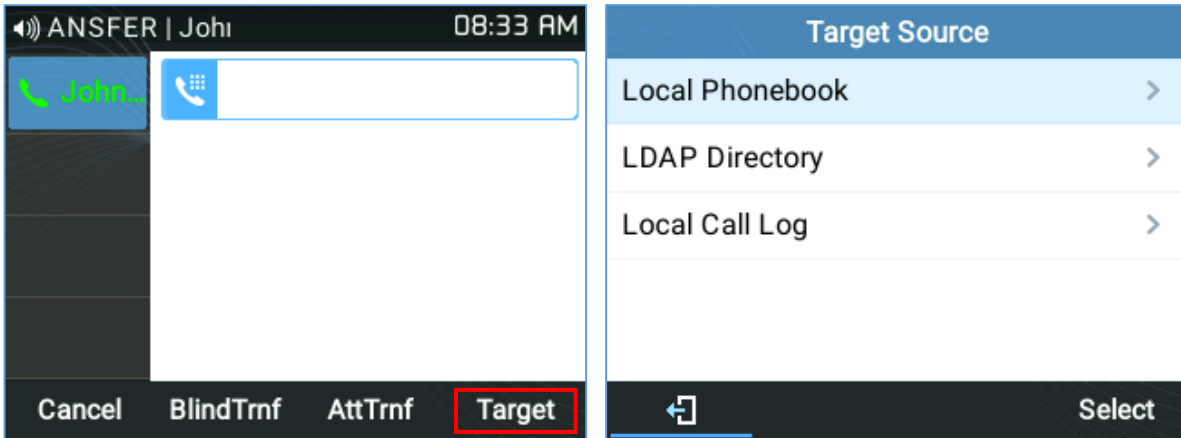 ANSFER | Johı
08:33 AM
John...
Cancel BlindTrnf AttTrnf Target
Target Source
Local Phonebook
LDAP Directory
Local Call Log
Select